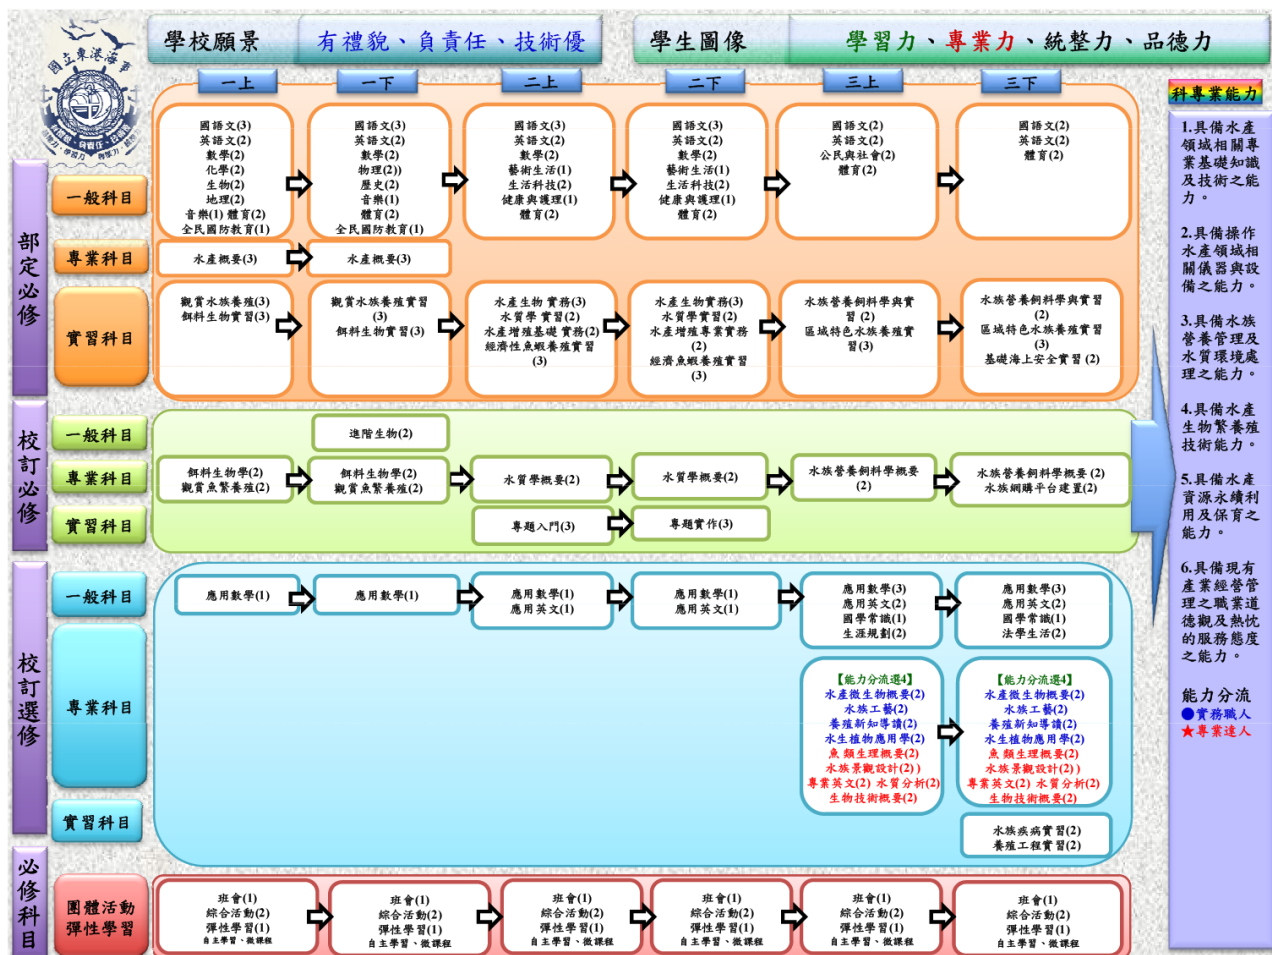 國立東港海事
學校願景
有禮貌、負責任、技術優
學生圖像
學習力、專業力、統整力、品德力
一上
一下
二上
二下
三上
三下
科專業能力
部定必修
一般科目
國語文(3)
英語文(2)
數學(2)
化學(2)
生物(2)
地理(2)
音樂(1) 體育(2)
全民國防教育(1)
國語文(3)
英語文(2)
數學(2)
物理(2))
歷史(2)
音樂(1)
體育(2)
全民國防教育(1)
國語文(3)
英語文(2)
數學(2)
藝術生活(1)
生活科技(2)
健康與護理(1)
體育(2)
國語文(3)
英語文(2)
數學(2)
藝術生活(1)
生活科技(2)
健康與護理(1)
體育(2)
國語文(2)
英語文(2)
公民與社會(2)
體育(2)
國語文(2)
英語文(2)
體育(2)
專業科目
水產概要(3)
水產概要(3)
實習科目
觀賞水族養殖(3)
餌料生物實習(3)
觀賞水族養殖實習
(3)
餌料生物實習(3)
水產生物 實務(3)
水質學 實習(2)
水產增殖基礎 實務(2)
經濟性魚蝦養殖實習
(3)
水產生物實務(3)
水質學實習(2)
水產增殖專業實務
(2)
經濟魚蝦養殖實習
(3)
水族營養飼料學與實
習(2)
區域特色水族養殖實
習(3)
水族營養飼料學與實習
(2)
區域特色水族養殖實習
(3)
基礎海上安全實習(2)
校訂必修
一般科目
進階生物(2)
專業科目
餌料生物學(2)
觀賞魚繁養殖(2)
餌料生物學(2)
觀賞魚繁養殖(2)
水質學概要(2)
水質學概要(2)
水族營養飼料學概要
(2)
水族營養飼料學概要(2)
水族網購平台建置(2)
實習科目
專題入門(3)
專題實作(3)
校訂選修
一般科目
應用數學(1)
應用數學(1)
應用數學(1)
應用英文(1)
應用數學(1)
應用英文(1)
應用數學(3)
應用英文(2)
國學常識(1)
生涯規劃(2)
應用數學(3)
應用英文(2)
國學常識(1)
法學生活(2)
專業科目
【能力分流選4】
水產微生物概要(2)
水族工藝(2)
養殖新知導讀(2)
水生植物應用學(2)
魚類生理概要(2)
水族景觀設計(2) )
專業英文(2) 水質分析(2)
生物技術概要(2)
【能力分流選4】
水產微生物概要(2)
水族工藝(2)
養殖新知導讀(2)
水生植物應用學(2)
魚類生理概要(2)
水族景觀設計(2) )
專業英文(2) 水質分析(2)
生物技術概要(2)
實習科目
水族疾病實習(2)
養殖工程實習(2)
必修科目
團體活動
彈性學習
班會(1)
綜合活動(2)
彈性學習(1)
自主學習、微課程
班會(1)
綜合活動(2)
彈性學習(1)
自主學習、微課程
班會(1)
綜合活動(2)
彈性學習(1)
自主學習、微課程
班會(1)
綜合活動(2)
彈性學習(1)
自主學習、微課程
班會(1)
綜合活動(2)
彈性學習(1)
自主學習、微課程
班會(1)
綜合活動(2)
彈性學習(1)
自主學習、微課程
1.具備水產
領域相關專
業基礎知識
及技術之能
力。
2.具備操作
水產領域相
關儀器與設
備之能力。
3.具備水族
營養管理及
水質環境處
理之能力。
4.具備水產
生物繁養殖
技術能力。
5.具備水產
資源永續利
用及保育之
能力。
6.具備現有
產業經營管
理之職業道
德觀及熱忱
的服務態度
之能力。
能力分流
●實務職人
★專業達人